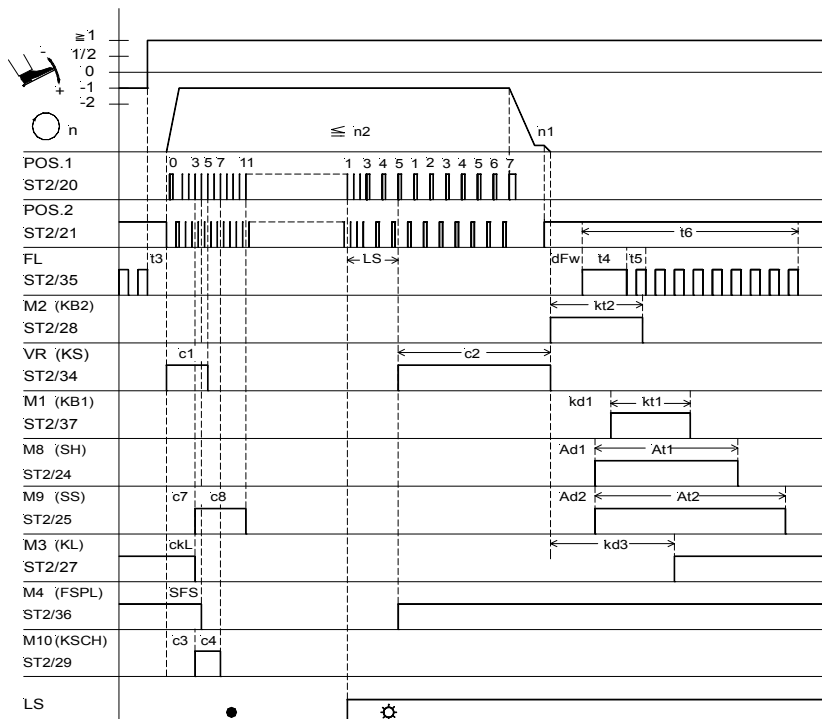 ≧1
1/2
0
-1
-2
-
+
n
≦ n2
n1
POS.1
0 3 5 7 11 1 3 4 5 1 2 3 4 5 6 7
ST2/20
POS.2
ST2/21
t6
FL
t3
LS
dFw t4 t5
ST2/35
M2 (KB2)
kt2
ST2/28
VR (KS)
c1
c2
ST2/34
M1 (KB1)
kd1 kt1
ST2/37
M8 (SH)
Ad1 At1
ST2/24
M9 (SS)
c7 c8
Ad2 At2
ST2/25
M3 (KL)
ckL
kd3
ST2/27
M4 (FSPL)
SFS
ST2/36
M10 (KSCH)
c3 c4
ST2/29
LS